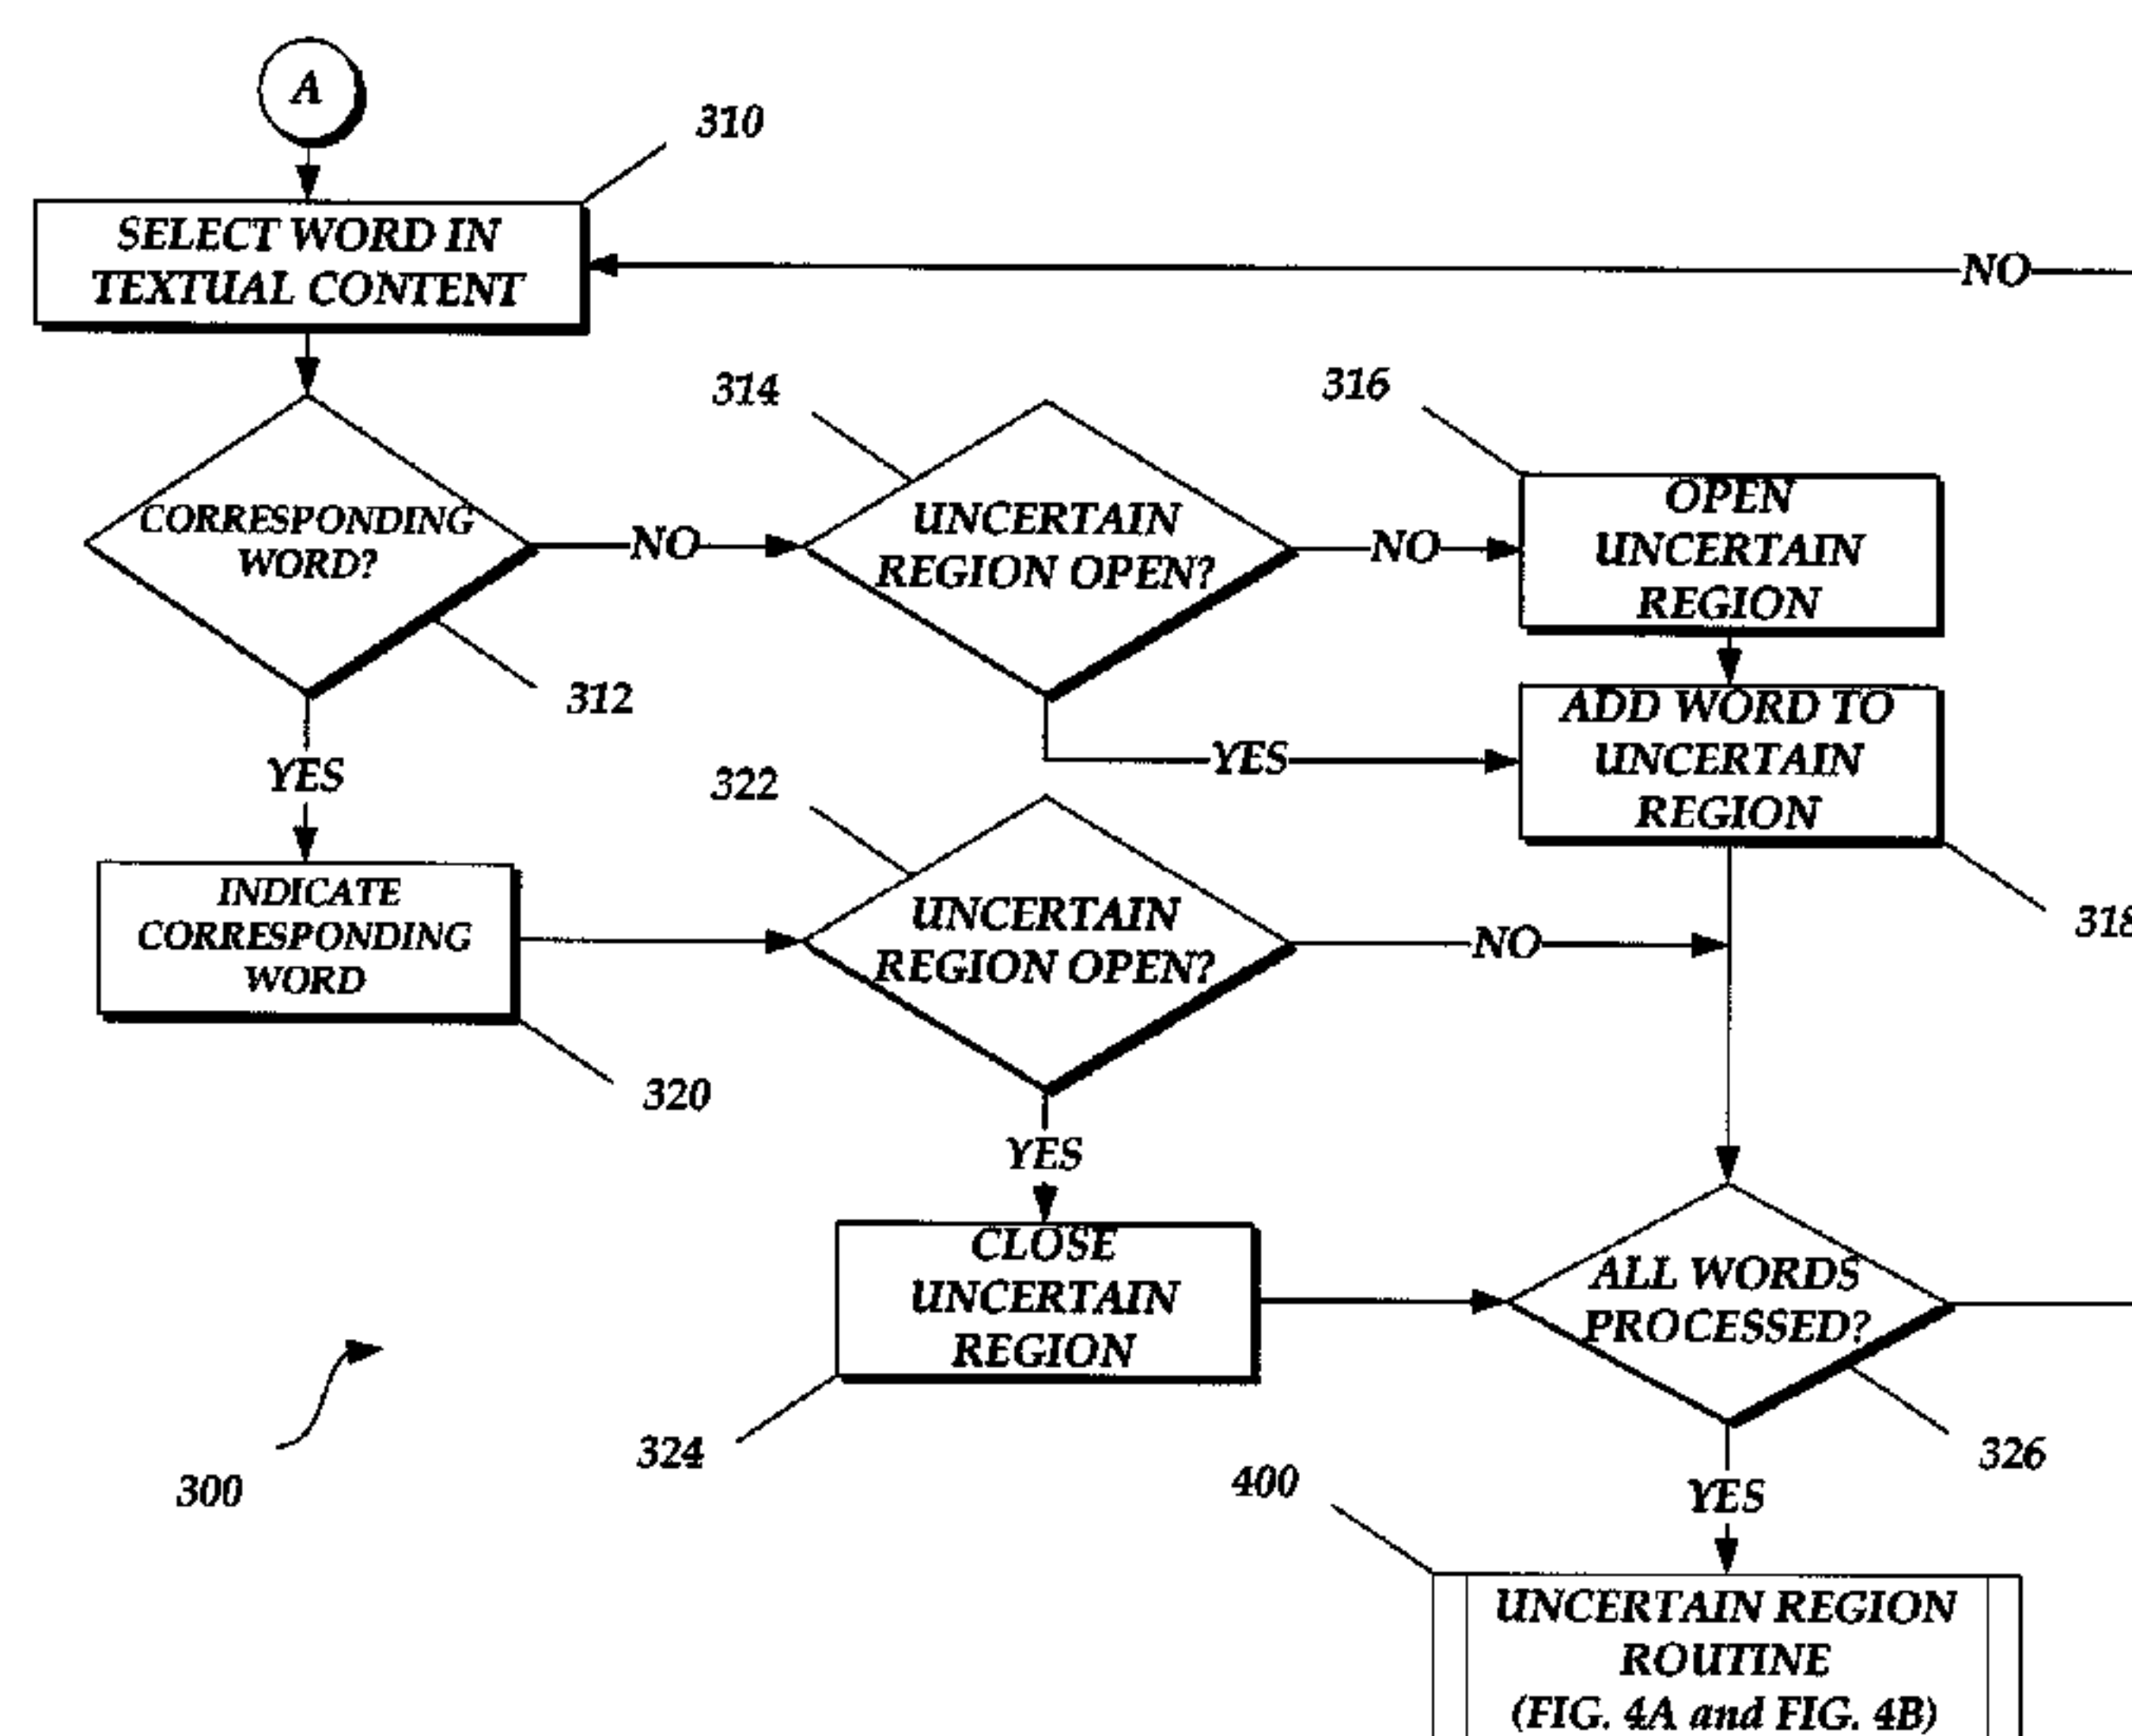 A
310
SELECT WORD IN
TEXTUAL CONTENT
NO
314
316
CORRESPONDING
WORD?
NO
UNCERTAIN
REGION OPEN?
NO
OPEN
UNCERTAIN
REGION
312
YES
YES
ADD WORD TO
UNCERTAIN
REGION
322
318
INDICATE
CORRESPONDING
WORD
UNCERTAIN
REGION OPEN?
NO
320
YES
CLOSE
UNCERTAIN
REGION
ALL WORDS
PROCESSED?
324
326
300
400
YES
UNCERTAIN REGION
ROUTINE
(FIG. 4A and FIG. 4B)